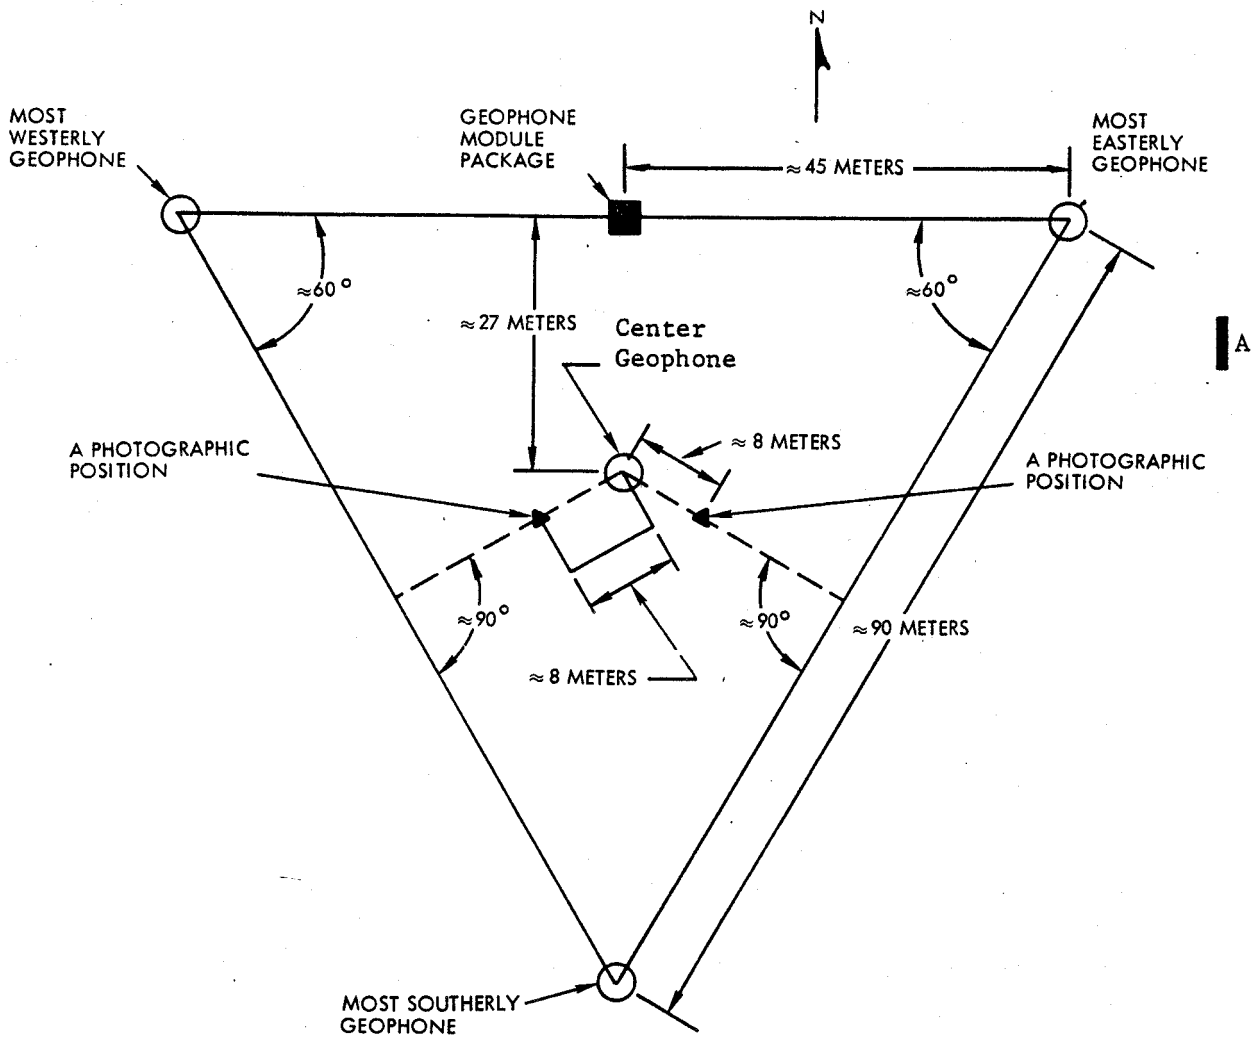 N
MOST
WESTERLY
GEOPHONE
GEOPHONE
MODULE
PACKAGE
MOST
EASTERLY
GEOPHONE
≈ 45 METERS
≈60°
≈60°
≈ 27 METERS
Center
Geophone
A
A PHOTOGRAPHIC
POSITION
≈ 8 METERS
A PHOTOGRAPHIC
POSITION
≈90°
≈90°
≈ 90 METERS
≈ 8 METERS
MOST SOUTHERLY
GEOPHONE